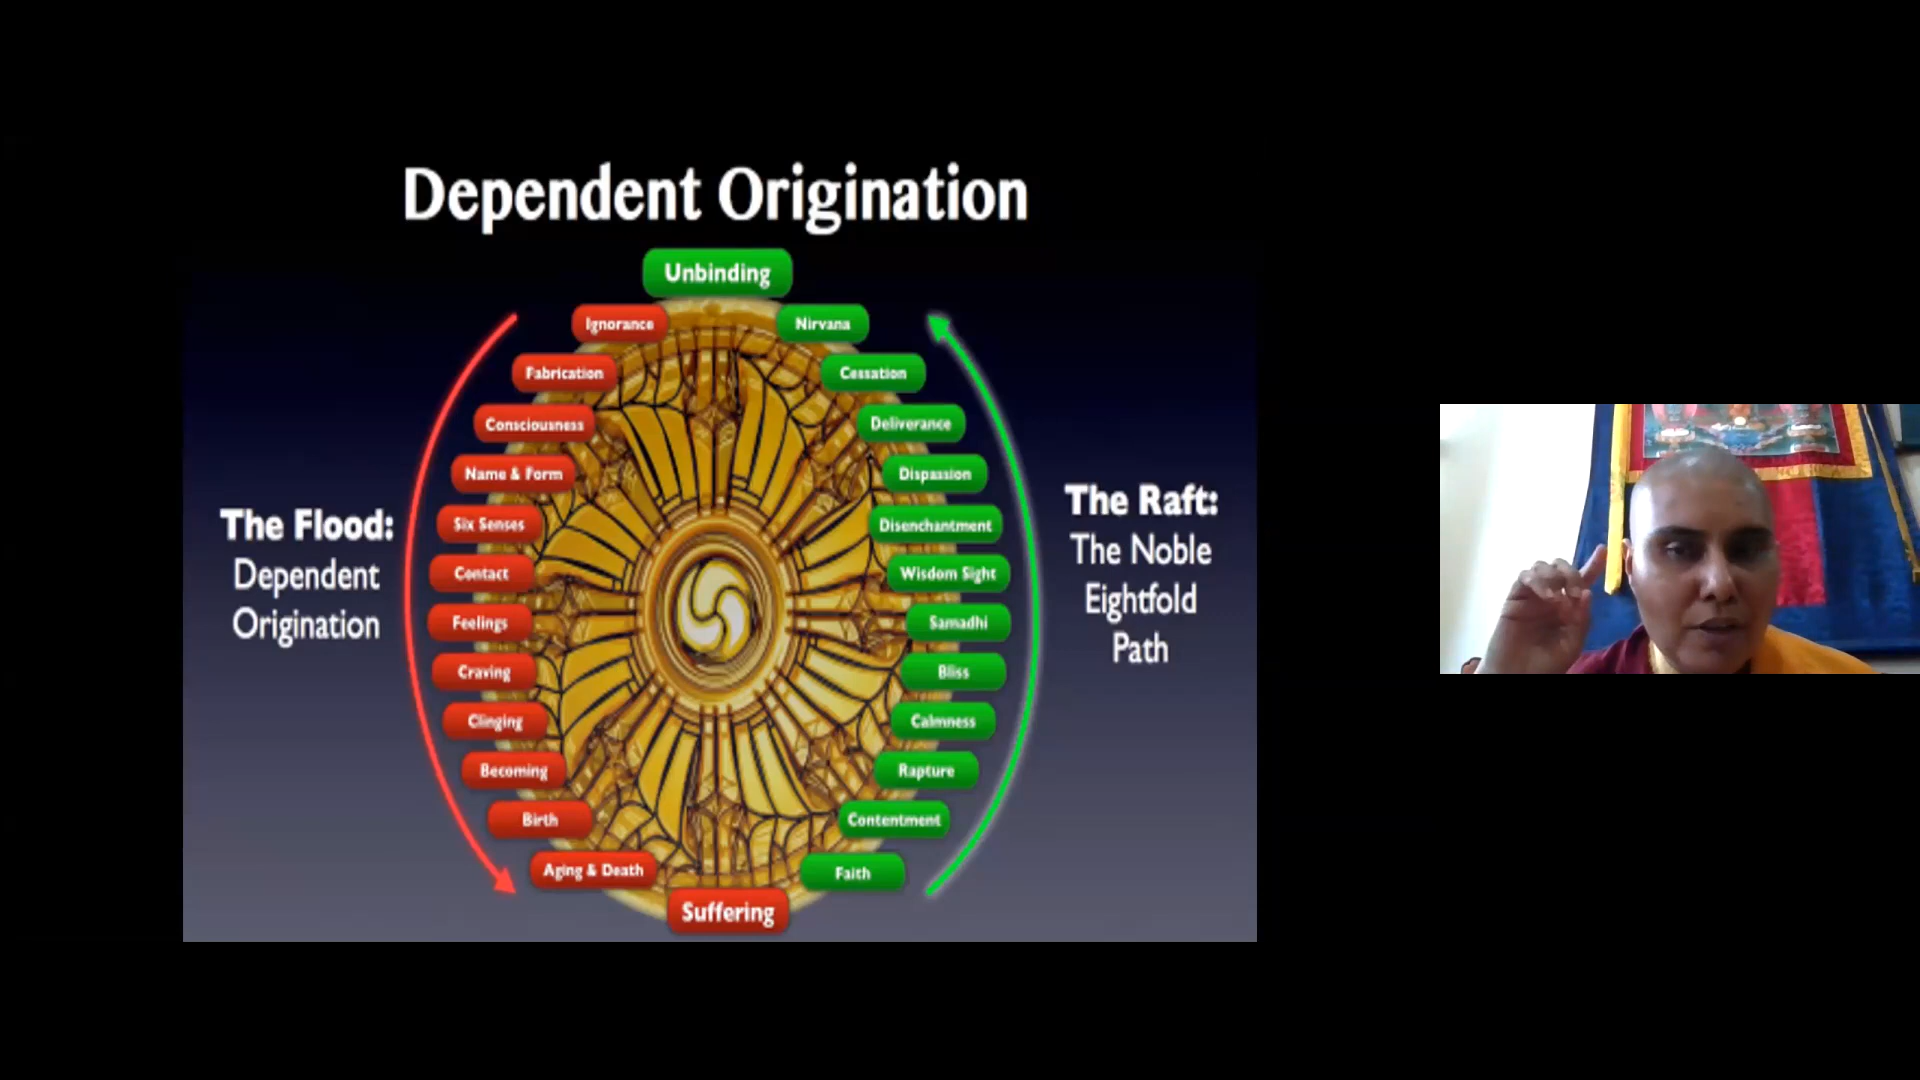 Dependent Origination
Unbinding
Ignorance
Nirvana
Fabrication
Cessation
Consciousness
Deliverance
Name & Form
Dispassion
Six Senses
Disenchantment
Contact
Wisdom Sight
Feelings
Samadhi
Craving
Bliss
Clinging
Calmness
Becoming
Rapture
Birth
Contentment
Aging & Death
Faith
Suffering
The Flood:
Dependent
Origination
The Raft:
The Noble
Eightfold
Path